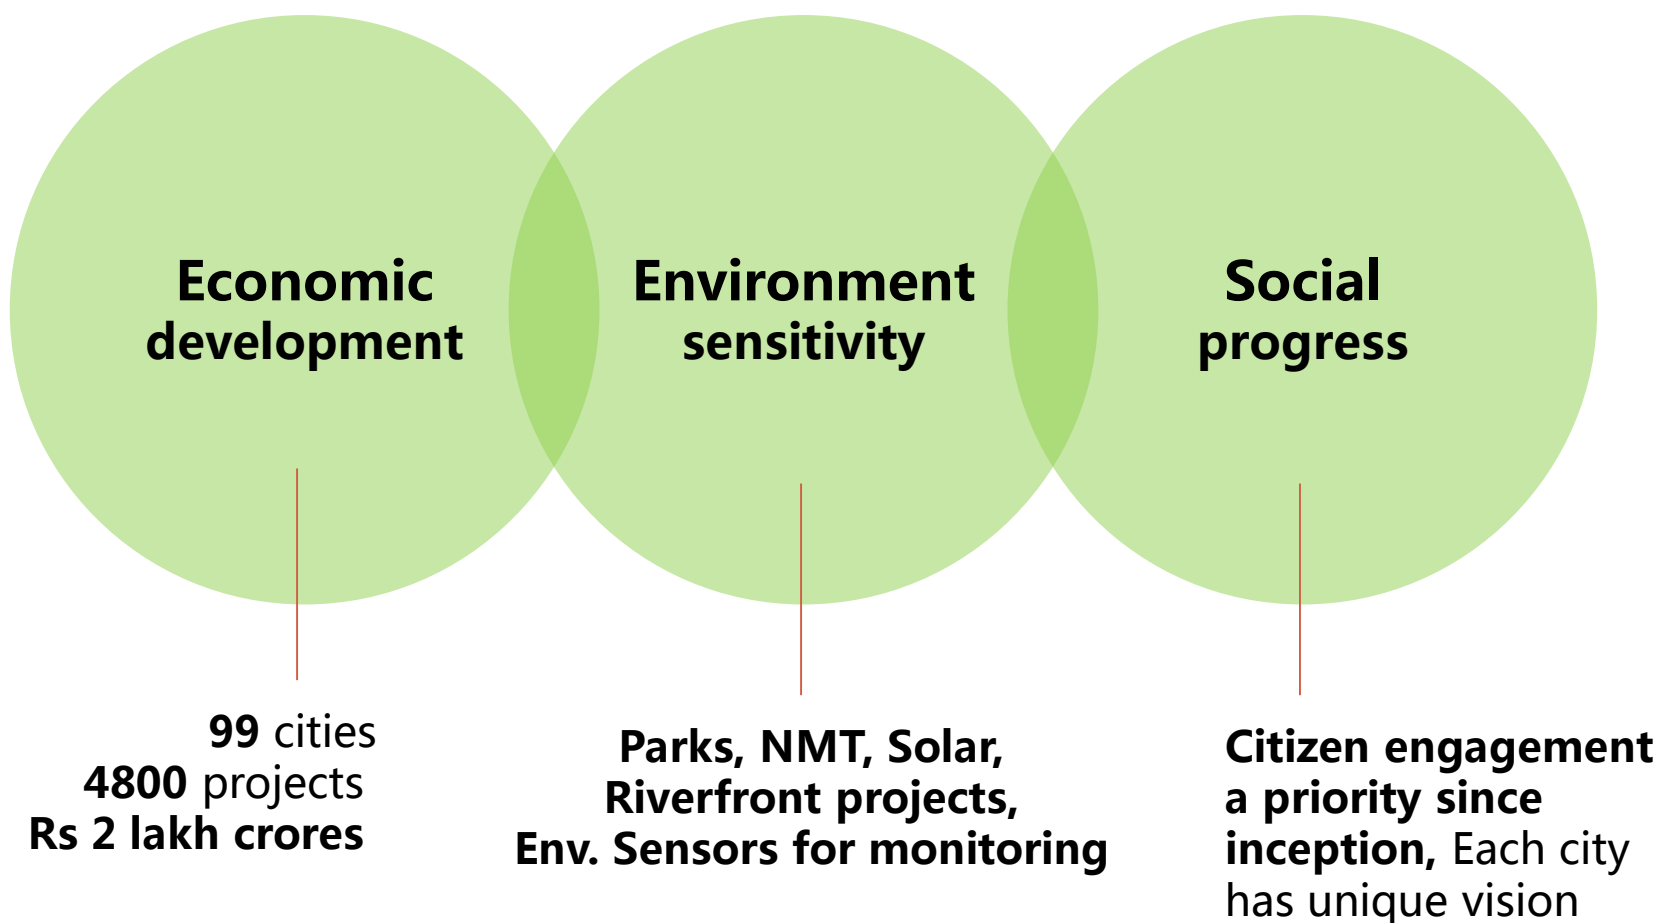 Economic
development
Environment
sensitivity
Social
progress
99 cities
4800 projects
Rs 2 lakh crores
Parks, NMT, Solar,
Riverfront projects,
Env. Sensors for monitoring
Citizen engagement
a priority since
inception, Each city
has unique vision